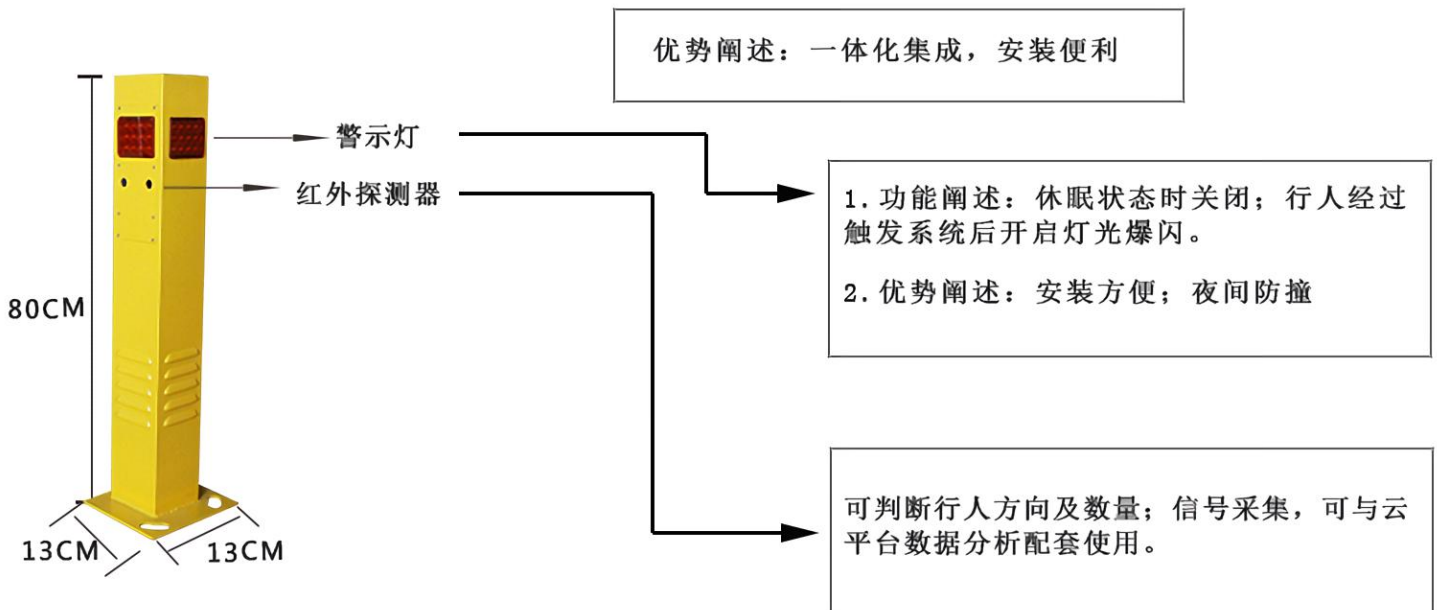 优势阐述：一体化集成，安装便利
警示灯
红外探测器
1.功能阐述：休眠状态时关闭；行人经过
触发系统后开启灯光爆闪。
2.优势阐述：安装方便；夜间防撞
80CM
可判断行人方向及数量；信号采集，可与云
平台数据分析配套使用。
13CM
13CM